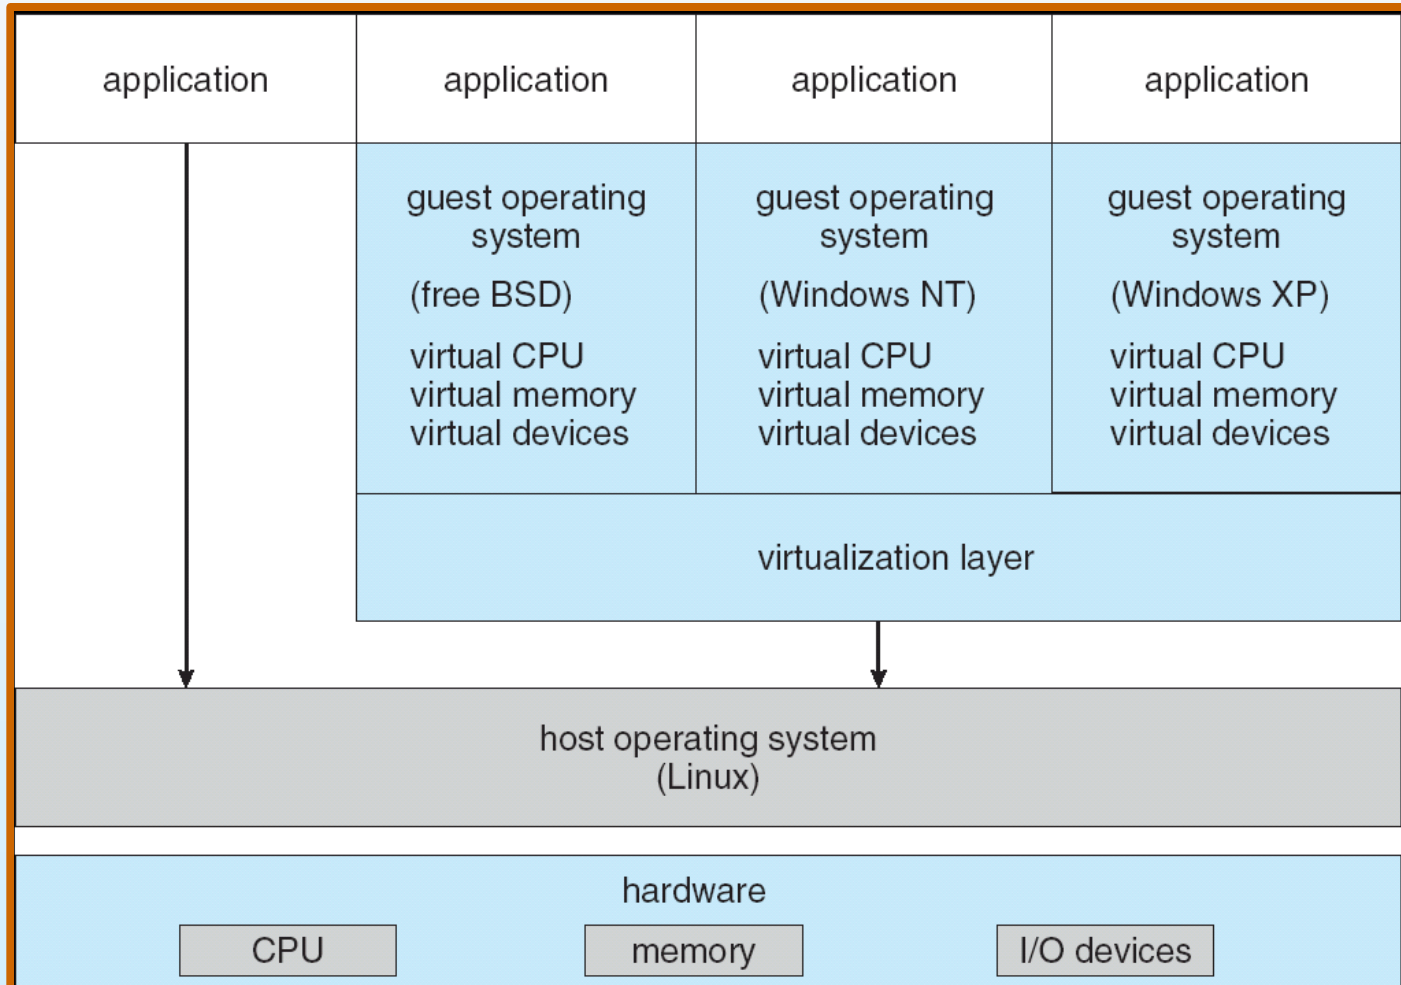 application
application
application
application
guest operating
system
(free BSD)
virtual CPU
virtual memory
virtual devices
guest operating
system
(Windows NT)
virtual CPU
virtual memory
virtual devices
guest operating
system
(Windows XP)
virtual CPU
virtual memory
virtual devices
virtualization layer
host operating system
(Linux)
hardware
CPU
memory
I/O devices